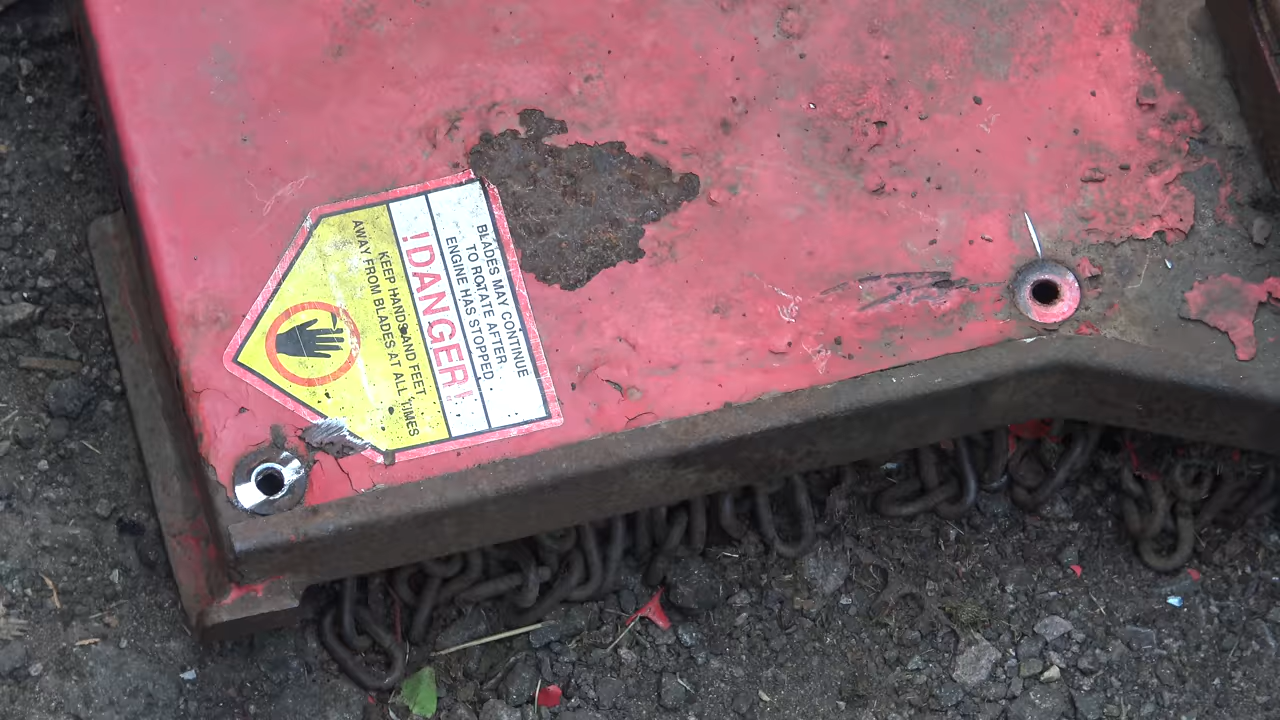 BLADES MAY CONTINUE
TO ROTATE AFTER
ENGINE HAS STOPPED
!DANGER!
KEEP HANDS AND FEET
AWAY FROM BLADES AT ALL TIMES